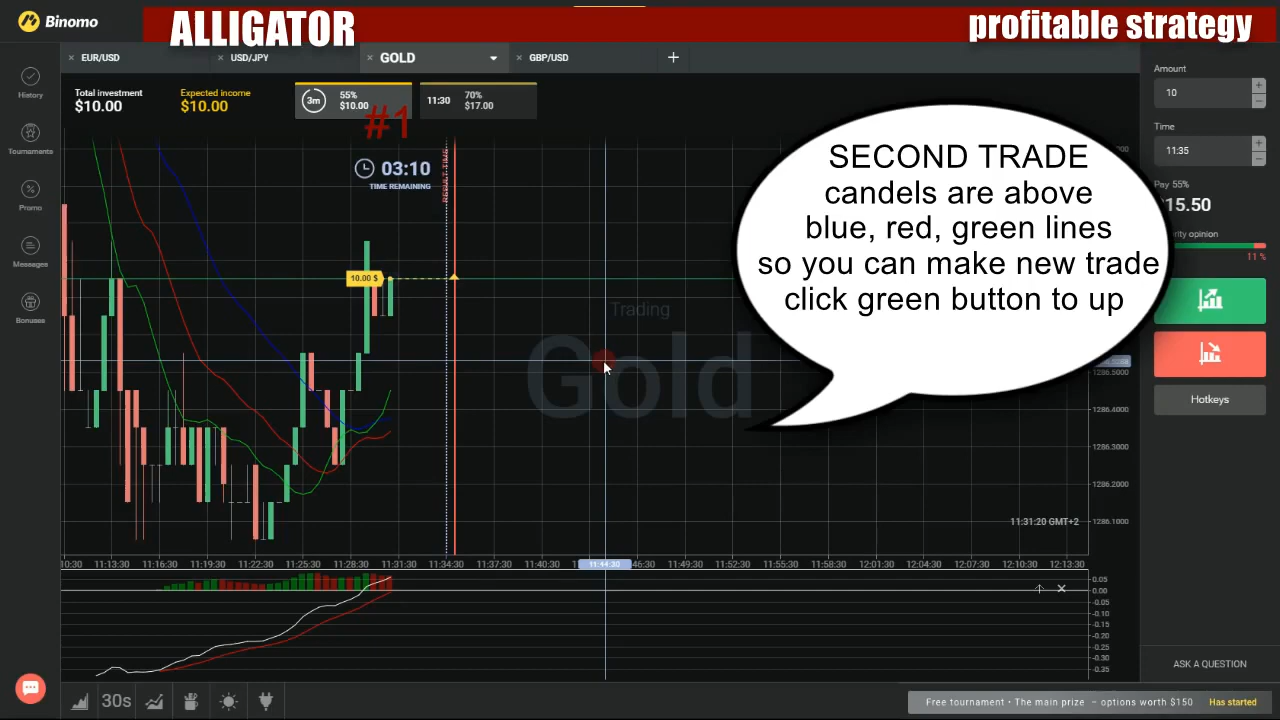 Binomo
ALLIGATOR
profitable strategy
EUR/USD
USD/JPY
GOLD
GBP/USD
Total investment
$10.00
Expected income
$10.00
3m
55%
$10.00
11:30
70%
$17.00
#1
03:10
TIME REMAINING
RESULT TIME
History
Tournaments
Promo
Messages
Bonuses
10.00 $
Trading
Gold
SECOND TRADE
candels are above
blue, red, green lines
so you can make new trade
click green button to up
Amount
10
Time
11:35
Pay 55%
15.50
rity opinion
11 %
Hotkeys
ASK A QUESTION
1286.5000
1286.4000
1286.3000
1286.2000
1286.1000
11:31:20 GMT+2
10:30 11:13:30 11:16:30 11:19:30 11:22:30 11:25:30 11:28:30 11:31:30 11:34:30 11:37:30 11:40:30 11:44:30 46:30 11:49:30 11:52:30 11:55:30 11:58:30 12:01:30 12:04:30 12:07:30 12:10:30 12:13:30
0.05
0.00
-0.05
-0.10
-0.15
-0.20
-0.25
-0.30
-0.35
30s
Free tournament • The main prize – options worth $150 Has started